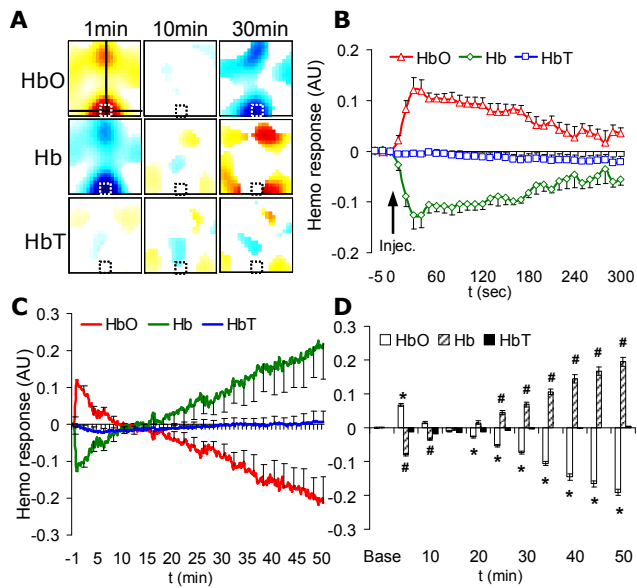 A
1min 10min 30min
HbO
Hb
HbT
B
HbO Hb HbT
Hemo response (AU)
0.2
0.1
0
-0.1
-0.2
Injec.
-5 0 60 120 180 240 300
t (sec)
C
HbO Hb HbT
Hemo response (AU)
0.3
0.2
0.1
0
-0.1
-0.2
-0.3
-1 5 10 15 20 25 30 35 40 45 50
t (min)
D
0.3
HbO Hb HbT
0.2
0.1
0
-0.1
-0.2
-0.3
* # # # # # # #
# * * * * * * *
Base 10 20 30 40 50
t (min)